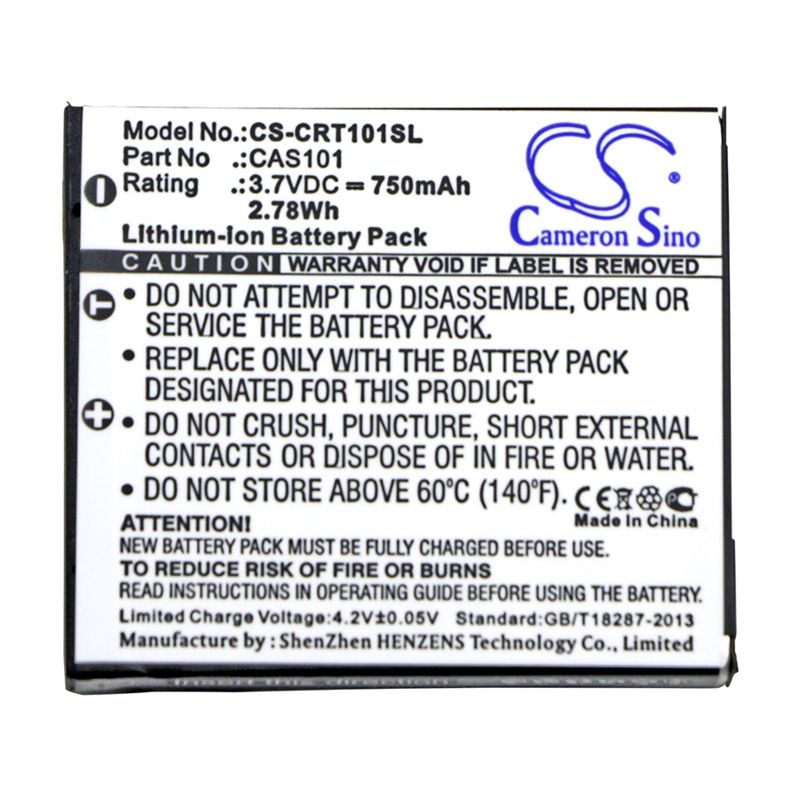 Model No.:CS-CRT101SL
Part No :CAS101
Rating .:3.7VDC ⎓ 750mAh
2.78Wh
Lithium-ion Battery Pack
CS
Cameron Sino
CAUTION WARRANTY VOID IF LABEL IS REMOVED
• DO NOT ATTEMPT TO DISASSEMBLE, OPEN OR
SERVICE THE BATTERY PACK.
• REPLACE ONLY WITH THE BATTERY PACK
DESIGNATED FOR THIS PRODUCT.
• DO NOT CRUSH, PUNCTURE, SHORT EXTERNAL
CONTACTS, OR DISPOSE OF IN FIRE OR WATER.
• DO NOT STORE ABOVE 60°C (140°F).
CE
Made in China
ATTENTION!
NEW BATTERY PACK MUST BE FULLY CHARGED BEFORE USE.
TO REDUCE RISK OF FIRE OR BURNS
READ INSTRUCTIONS IN OPERATING GUIDE BEFORE USING THE BATTERY.
Limited Charge Voltage:4.2V±0.05V Standard:GB/T18287-2013
Manufacture by:ShenZhen HENZENS Technology Co.,LTD.
- T +